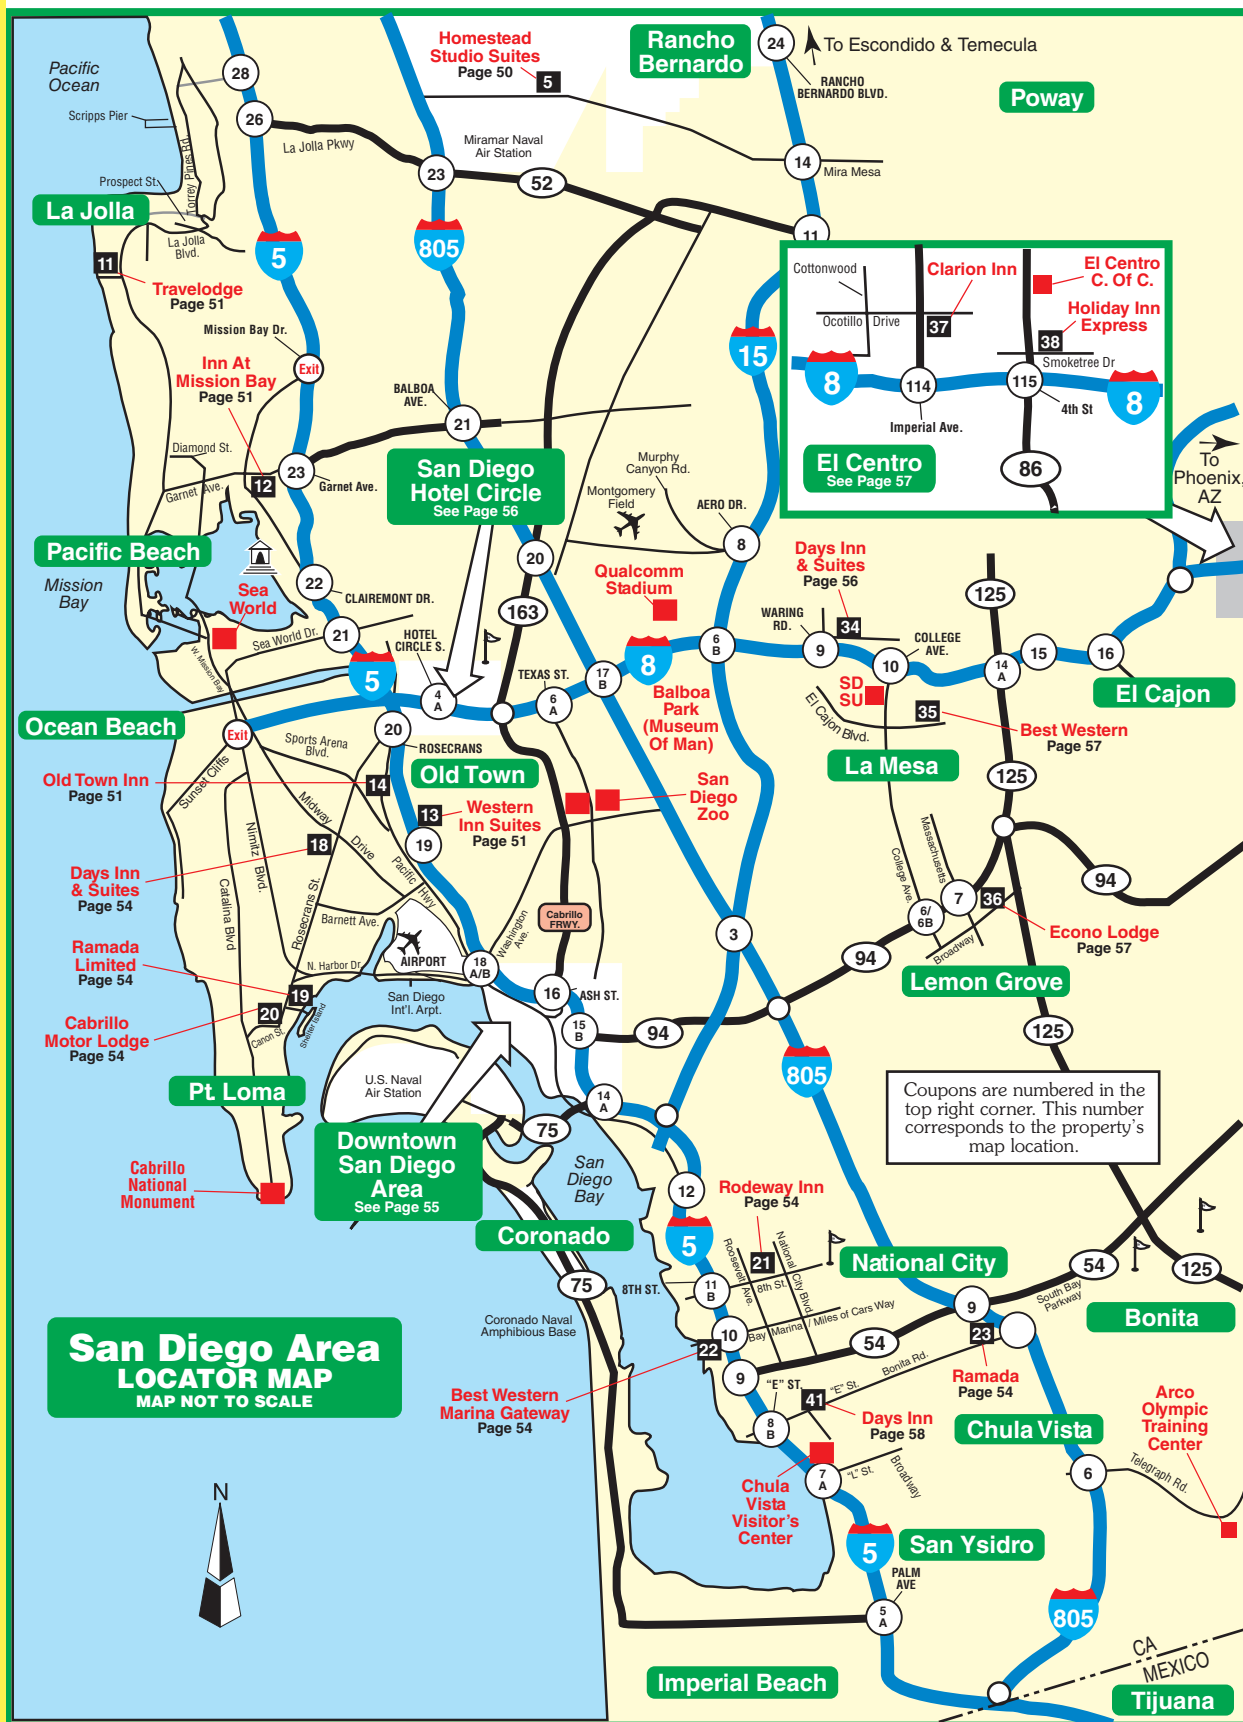 Pacific
Ocean
Scripps Pier
28
26
La Jolla Pkwy
Homestead
Studio Suites
Page 50
5
Rancho
Bernardo
24
To Escondido & Temecula
RANCHO
BERNARDO BLVD.
Poway
Miramar Naval
Air Station
23
52
14
Mira Mesa
Torrey Pines Rd.
Prospect St.
La Jolla
La Jolla
Blvd.
11
Travelodge
Page 51
5
805
11
Cottonwood
Ocotillo Drive
Clarion Inn
37
El Centro
C. Of C.
Holiday Inn
Express
38
Smoketree Dr
8
114
115
8
4th St
Imperial Ave.
El Centro
See Page 57
86
To
Phoenix,
AZ
Mission Bay Dr.
Exit
15
Inn At
Mission Bay
Page 51
BALBOA
AVE.
21
Diamond St.
Garnet Ave.
12
23
Garnet Ave.
San Diego
Hotel Circle
See Page 56
Murphy
Canyon Rd.
Montgomery
Field
AERO DR.
8
Pacific Beach
Mission
Bay
Sea
World
22
CLAIREMONT DR.
20
163
Qualcomm
Stadium
Days Inn
& Suites
Page 56
34
WARING
RD.
125
Sea World Dr.
21
W. Mission Bay
HOTEL
CIRCLE S.
5
4
A
TEXAS ST.
6
A
17
B
8
6
B
9
10
COLLEGE
AVE.
14
A
15
16
El Cajon
SD
SU
El Cajon Blvd.
35
Best Western
Page 57
Balboa
Park
(Museum
Of Man)
Ocean Beach
Exit
Sports Arena
Blvd.
20
ROSECRANS
Old Town
La Mesa
125
Sunset Cliffs
Old Town Inn
Page 51
14
13
Western
Inn Suites
Page 51
San
Diego
Zoo
Midway
Drive
19
Pacific
Hwy
Nimitz Blvd.
18
Days Inn
& Suites
Page 54
Catalina Blvd
Rosecrans St.
Barnett Ave.
Washington
Ave.
Cabrillo
FRWY.
3
College Ave.
Massachusetts
7
6/
6B
36
94
Broadway
Econo Lodge
Page 57
94
Lemon Grove
Ramada
Limited
Page 54
N. Harbor Dr.
AIRPORT
18
A/B
19
San Diego
Int'l. Arpt.
16
ASH ST.
20
Shelter Island
Canon St.
Cabrillo
Motor Lodge
Page 54
15
B
94
125
805
Pt. Loma
U.S. Naval
Air Station
14
A
75
Coupons are numbered in the
top right corner. This number
corresponds to the property's
map location.
Downtown
San Diego
Area
See Page 55
San
Diego
Bay
Cabrillo
National
Monument
12
Rodeway Inn
Page 54
Coronado
5
Roosevelt Ave.
National City Blvd.
21
8th St.
National City
54
125
75
8TH ST.
11
B
South Bay
Parkway
Bonita
Coronado Naval
Amphibious Base
10
Bay Marina / Miles of Cars Way
9
54
23
22
Bonita Rd.
San Diego Area
LOCATOR MAP
MAP NOT TO SCALE
9
"E" ST.
"E" St.
Ramada
Page 54
Best Western
Marina Gateway
Page 54
41
8
B
Days Inn
Page 58
Chula Vista
Arco
Olympic
Training
Center
7
A
"L" St.
Broadway
6
Telegraph Rd.
Chula
Vista
Visitor's
Center
N
5
San Ysidro
PALM
AVE
5
A
805
CA
MEXICO
Imperial Beach
Tijuana